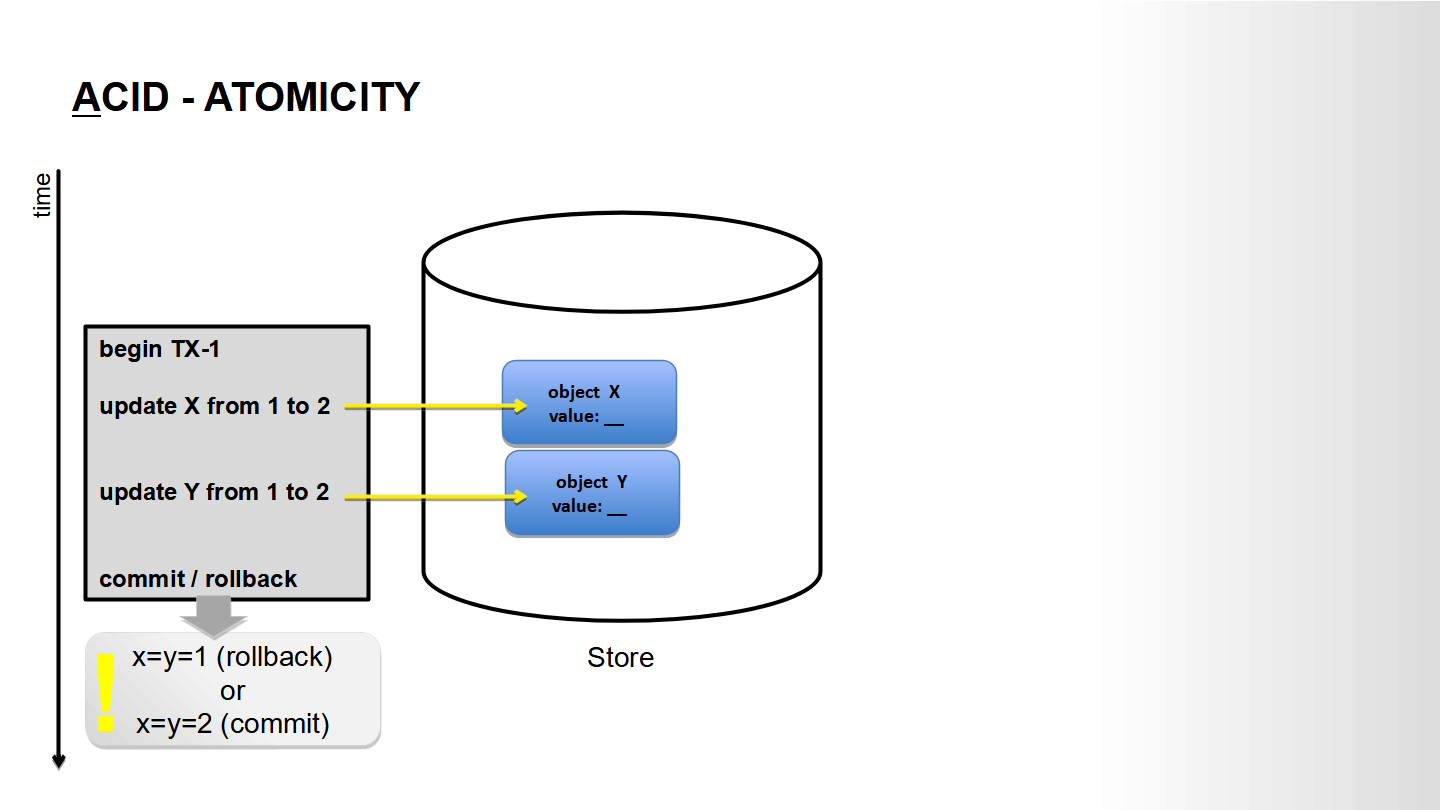 ACID - ATOMICITY
time
begin TX-1
update X from 1 to 2
update Y from 1 to 2
commit / rollback
object X
value: __
object Y
value: __
! x=y=1 (rollback)
or
x=y=2 (commit)
Store